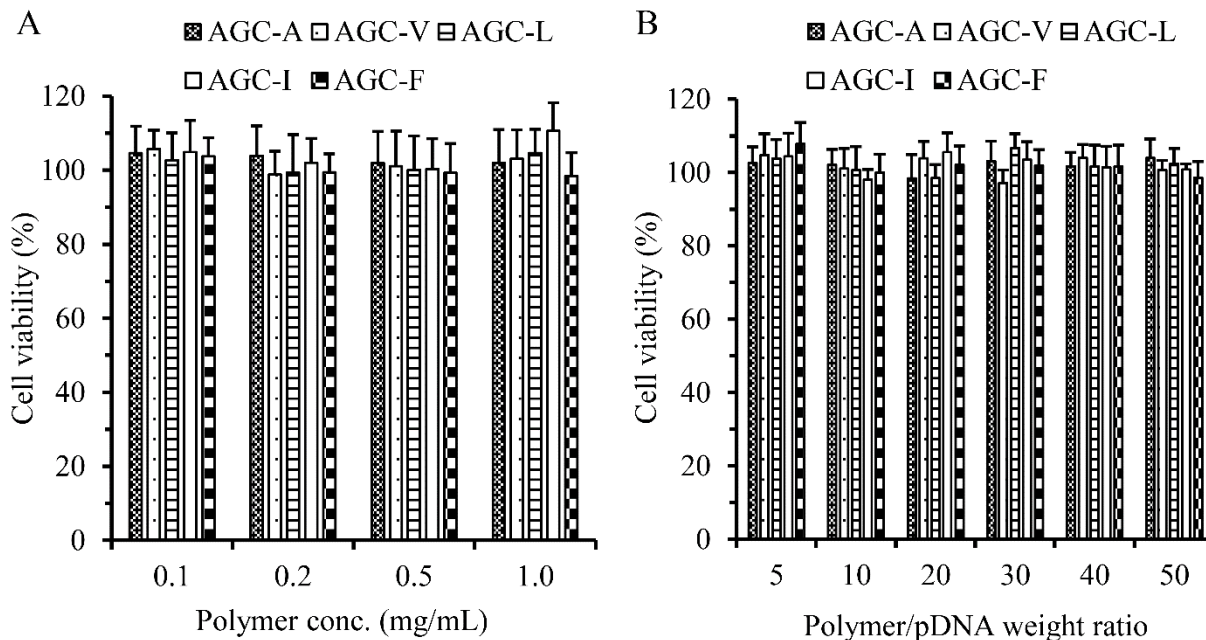 A
AGC-A AGC-V AGC-L
AGC-I AGC-F
120
100
80
60
40
20
0
Cell viability (%)
0.1 0.2 0.5 1.0
Polymer conc. (mg/mL)
B
AGC-A AGC-V AGC-L
AGC-I AGC-F
120
100
80
60
40
20
0
Cell viability (%)
5 10 20 30 40 50
Polymer/pDNA weight ratio